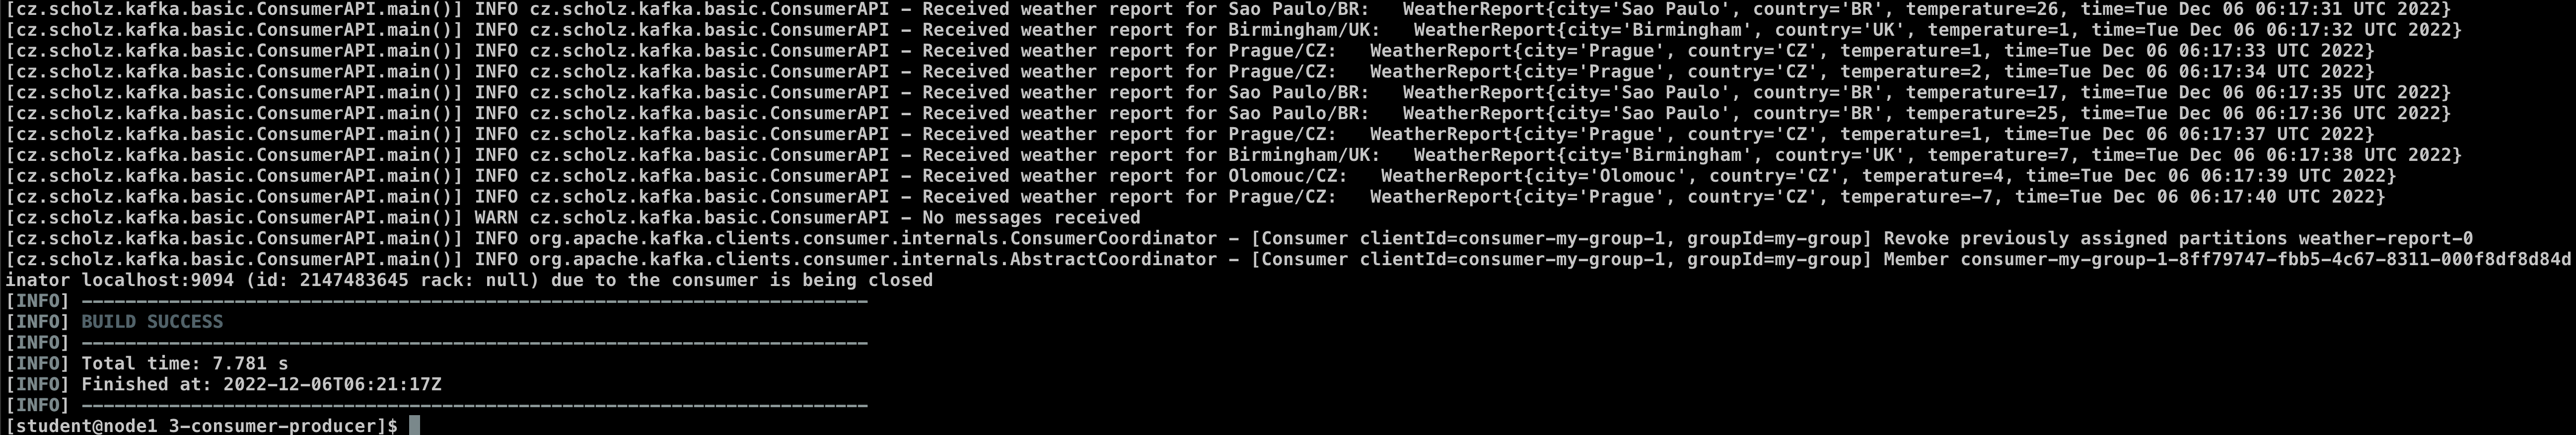 [cz.scholz.kafka.basic.ConsumerAPI.main()] INFO cz.scholz.kafka.basic.ConsumerAPI - Received weather report for Sao Paulo/BR:   WeatherReport{city='Sao Paulo', country='BR', temperature=26, time=Tue Dec 06 06:17:31 UTC 2022}
[cz.scholz.kafka.basic.ConsumerAPI.main()] INFO cz.scholz.kafka.basic.ConsumerAPI - Received weather report for Birmingham/UK:   WeatherReport{city='Birmingham', country='UK', temperature=1, time=Tue Dec 06 06:17:32 UTC 2022}
[cz.scholz.kafka.basic.ConsumerAPI.main()] INFO cz.scholz.kafka.basic.ConsumerAPI - Received weather report for Prague/CZ:   WeatherReport{city='Prague', country='CZ', temperature=1, time=Tue Dec 06 06:17:33 UTC 2022}
[cz.scholz.kafka.basic.ConsumerAPI.main()] INFO cz.scholz.kafka.basic.ConsumerAPI - Received weather report for Prague/CZ:   WeatherReport{city='Prague', country='CZ', temperature=2, time=Tue Dec 06 06:17:34 UTC 2022}
[cz.scholz.kafka.basic.ConsumerAPI.main()] INFO cz.scholz.kafka.basic.ConsumerAPI - Received weather report for Sao Paulo/BR:   WeatherReport{city='Sao Paulo', country='BR', temperature=17, time=Tue Dec 06 06:17:35 UTC 2022}
[cz.scholz.kafka.basic.ConsumerAPI.main()] INFO cz.scholz.kafka.basic.ConsumerAPI - Received weather report for Sao Paulo/BR:   WeatherReport{city='Sao Paulo', country='BR', temperature=25, time=Tue Dec 06 06:17:36 UTC 2022}
[cz.scholz.kafka.basic.ConsumerAPI.main()] INFO cz.scholz.kafka.basic.ConsumerAPI - Received weather report for Prague/CZ:   WeatherReport{city='Prague', country='CZ', temperature=1, time=Tue Dec 06 06:17:37 UTC 2022}
[cz.scholz.kafka.basic.ConsumerAPI.main()] INFO cz.scholz.kafka.basic.ConsumerAPI - Received weather report for Birmingham/UK:   WeatherReport{city='Birmingham', country='UK', temperature=7, time=Tue Dec 06 06:17:38 UTC 2022}
[cz.scholz.kafka.basic.ConsumerAPI.main()] INFO cz.scholz.kafka.basic.ConsumerAPI - Received weather report for Olomouc/CZ:   WeatherReport{city='Olomouc', country='CZ', temperature=4, time=Tue Dec 06 06:17:39 UTC 2022}
[cz.scholz.kafka.basic.ConsumerAPI.main()] INFO cz.scholz.kafka.basic.ConsumerAPI - Received weather report for Prague/CZ:   WeatherReport{city='Prague', country='CZ', temperature=-7, time=Tue Dec 06 06:17:40 UTC 2022}
[cz.scholz.kafka.basic.ConsumerAPI.main()] WARN cz.scholz.kafka.basic.ConsumerAPI - No messages received
[cz.scholz.kafka.basic.ConsumerAPI.main()] INFO org.apache.kafka.clients.consumer.internals.ConsumerCoordinator - [Consumer clientId=consumer-my-group-1, groupId=my-group] Revoke previously assigned partitions weather-report-0
[cz.scholz.kafka.basic.ConsumerAPI.main()] INFO org.apache.kafka.clients.consumer.internals.AbstractCoordinator - [Consumer clientId=consumer-my-group-1, groupId=my-group] Member consumer-my-group-1-8ff79747-fbb5-4c67-8311-000f8df8d84d
inator localhost:9094 (id: 2147483645 rack: null) due to the consumer is being closed
[INFO] ------------------------------------------------------------------------
[INFO] BUILD SUCCESS
[INFO] ------------------------------------------------------------------------
[INFO] Total time: 7.781 s
[INFO] Finished at: 2022-12-06T06:21:17Z
[INFO] ------------------------------------------------------------------------
[student@node1 3-consumer-producer]$